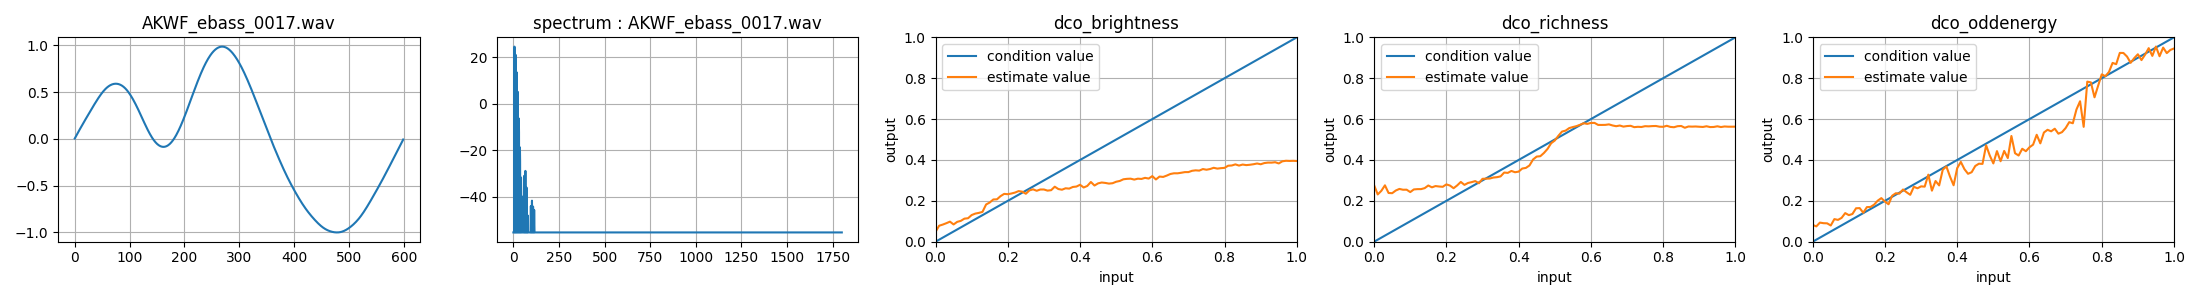 AKWF_ebass_0017.wav
1.0
0.5
0.0
−0.5
−1.0
0 100 200 300 400 500 600
spectrum : AKWF_ebass_0017.wav
20
0
−20
−40
0 250 500 750 1000 1250 1500 1750
dco_brightness
condition value
estimate value
output
1.0
0.8
0.6
0.4
0.2
0.0
0.0 0.2 0.4 0.6 0.8 1.0
input
dco_richness
condition value
estimate value
output
1.0
0.8
0.6
0.4
0.2
0.0
0.0 0.2 0.4 0.6 0.8 1.0
input
dco_oddenergy
condition value
estimate value
output
1.0
0.8
0.6
0.4
0.2
0.0
0.0 0.2 0.4 0.6 0.8 1.0
input